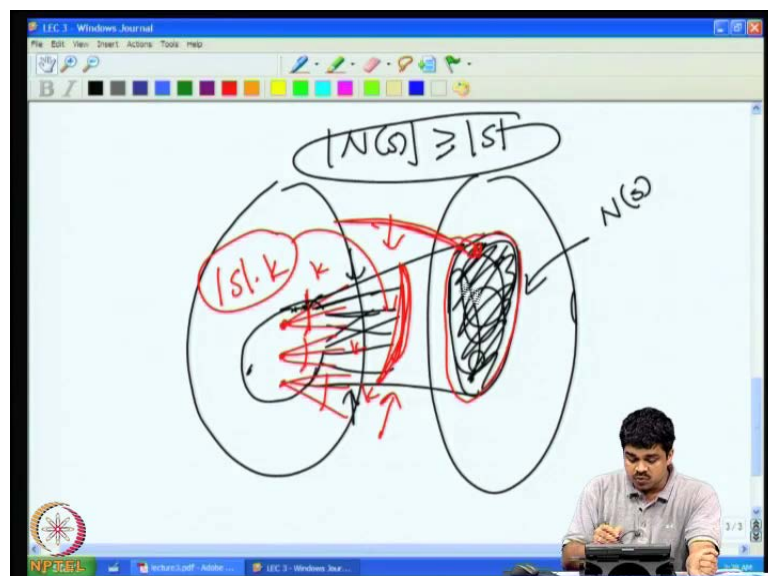 LEC 3 - Windows Journal
File Edit View Insert Actions Tools Help
B I
|N(S)| ≥ |S|
N(S)
|S|.k
k
k
k
3/3
NPTEL
lecture3.pdf - Adobe ...
LEC 3 - Windows Jour...